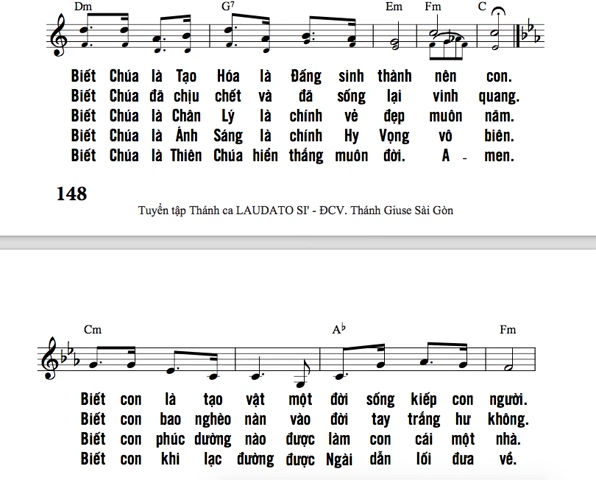 Dm G7 Em Fm C
Biết Chúa là Tạo Hóa là Đấng sinh thành nên con.
Biết Chúa đã chịu chết và đã sống lại vinh quang.
Biết Chúa là Chân Lý là chính vẻ đẹp muôn năm.
Biết Chúa là Ánh Sáng là chính Hy Vọng vô biên.
Biết Chúa là Thiên Chúa hiển thắng muôn đời. A - men.
148
Tuyển tập Thánh ca LAUDATO SI' - ĐCV. Thánh Giuse Sài Gòn
Cm A♭ Fm
Biết con là tạo vật một đời sống kiếp con người.
Biết con bao nghèo nàn vào đời tay trắng hư không.
Biết con phúc dường nào được làm con cái một nhà.
Biết con khi lạc đường được Ngài dẫn lối đưa về.